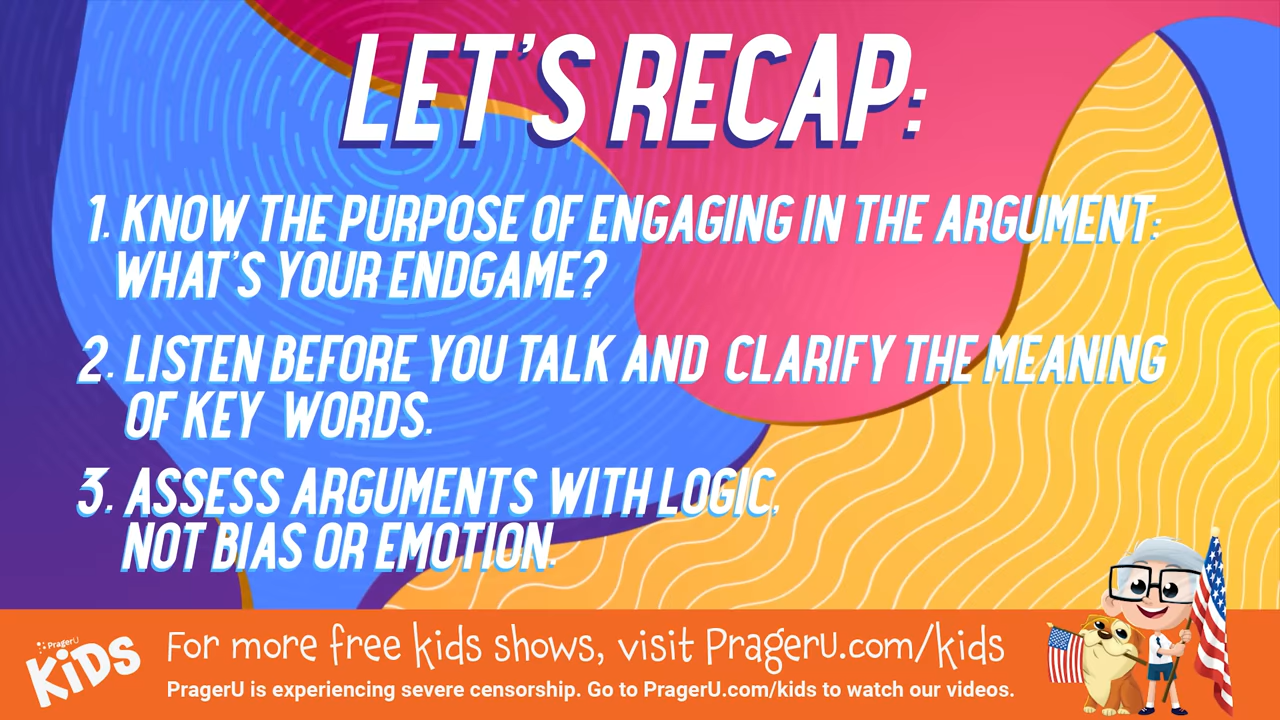 LET'S RECAP:
1. KNOW THE PURPOSE OF ENGAGING IN THE ARGUMENT:
WHAT'S YOUR ENDGAME?
2. LISTEN BEFORE YOU TALK AND CLARIFY THE MEANING
OF KEY WORDS.
3. ASSESS ARGUMENTS WITH LOGIC,
NOT BIAS OR EMOTION.
PragerU
KiDS
For more free kids shows, visit PragerU.com/kids
PragerU is experiencing severe censorship. Go to PragerU.com/kids to watch our videos.